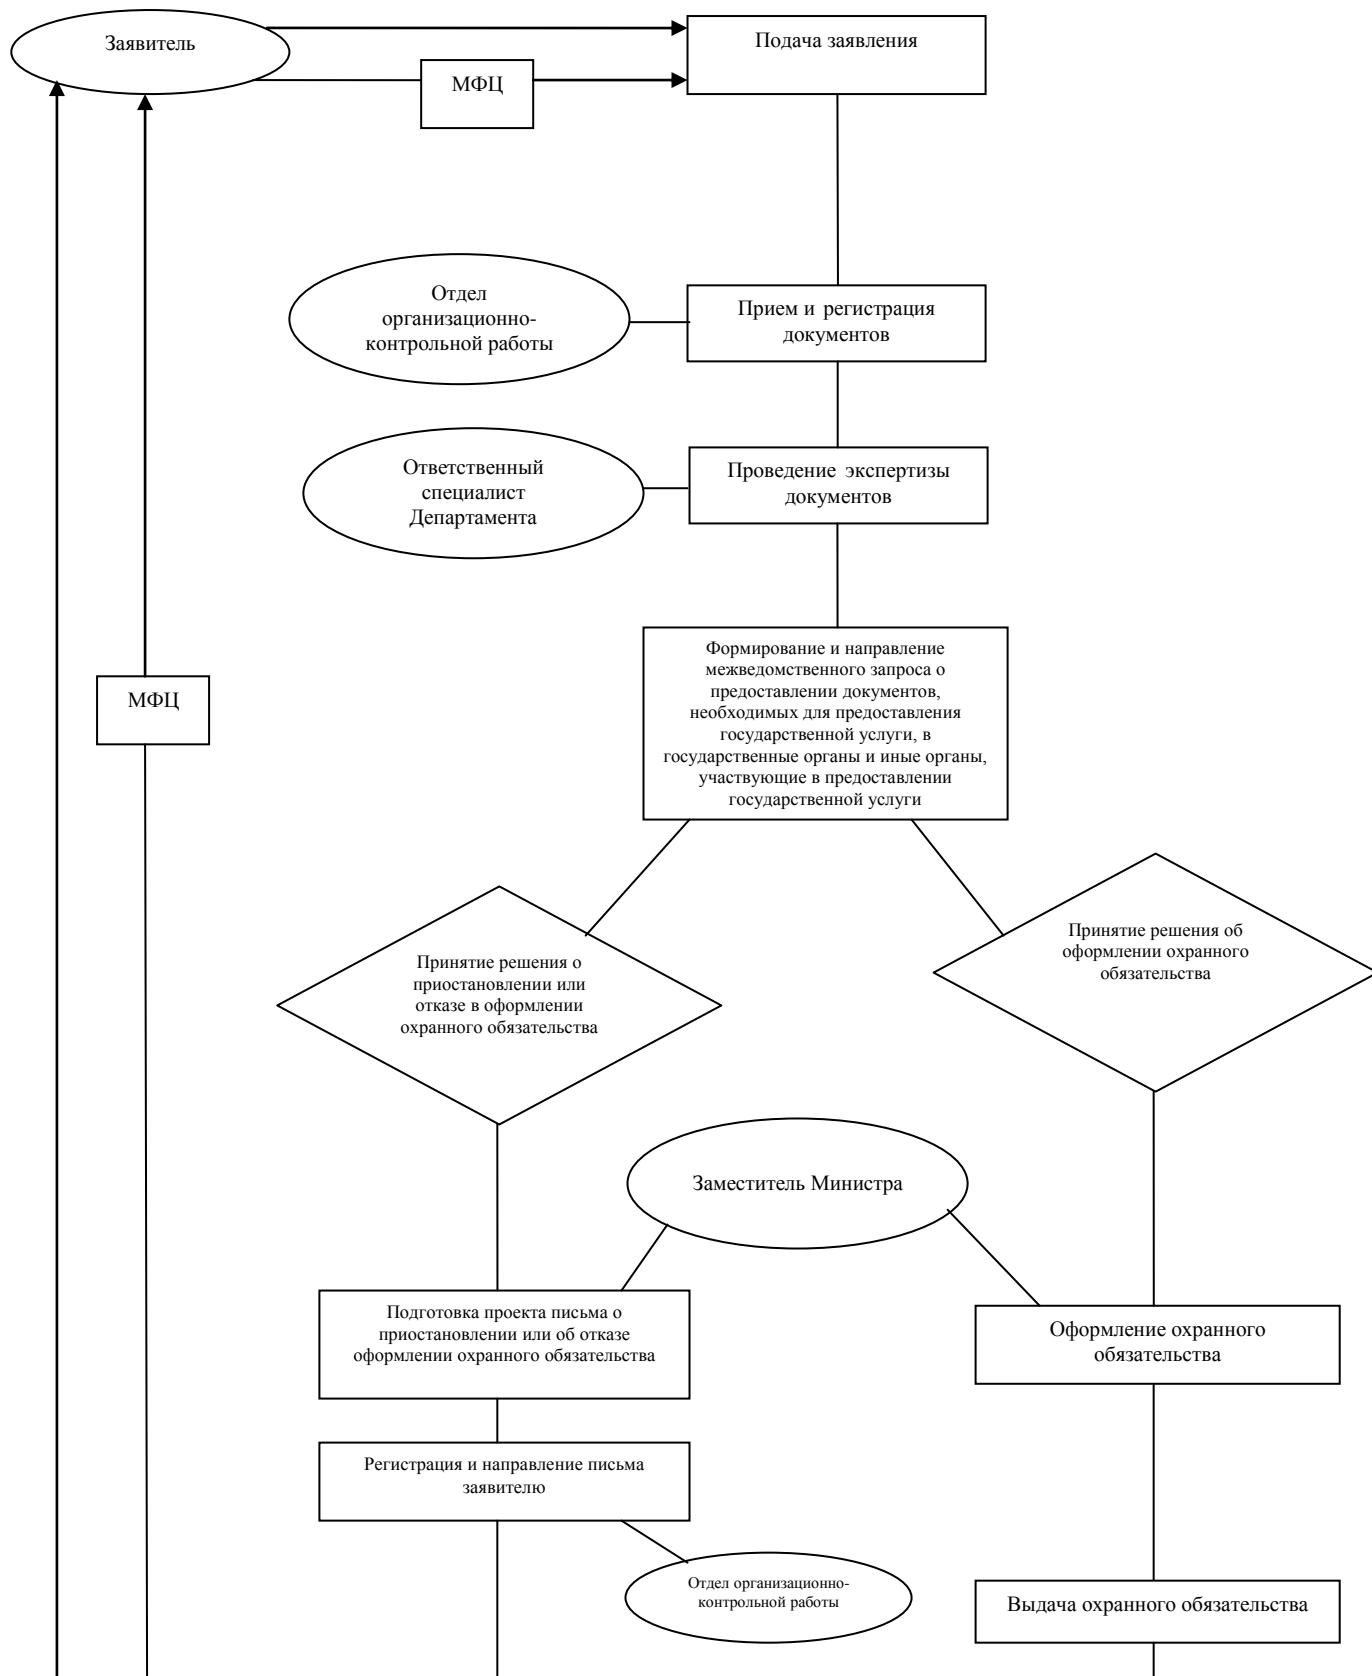 Заявитель
Подача заявления
МФЦ
Отдел
организационно-
контрольной работы
Прием и регистрация
документов
Ответственный
специалист
Департамента
Проведение экспертизы
документов
Формирование и направление
межведомственного запроса о
предоставлении документов,
необходимых для предоставления
государственной услуги, в
государственные органы и иные органы,
участвующие в предоставлении
государственной услуги
МФЦ
Принятие решения о
приостановлении или
отказе в оформлении
охранного обязательства
Принятие решения об
оформлении охранного
обязательства
Заместитель Министра
Подготовка проекта письма о
приостановлении или об отказе
оформлении охранного обязательства
Оформление охранного
обязательства
Регистрация и направление письма
заявителю
Отдел организационно-
контрольной работы
Выдача охранного обязательства